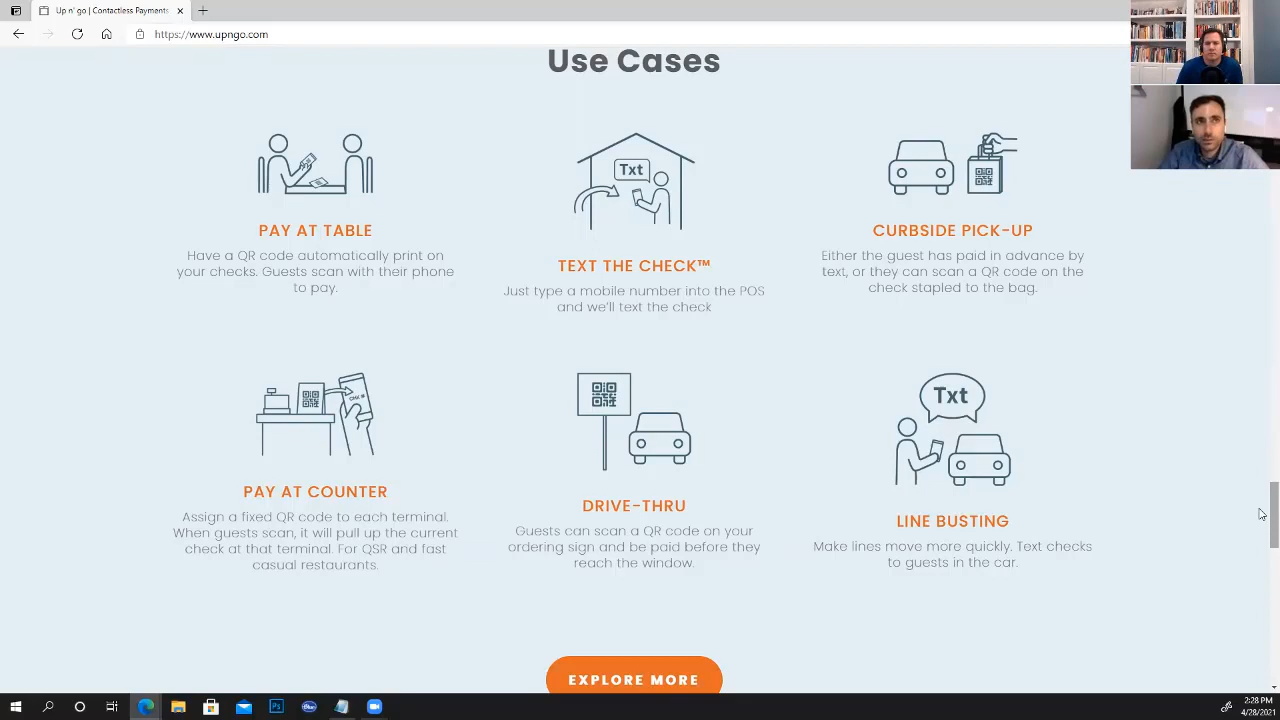 Up n' go | Contactless Payments
https://www.upngo.com
Use Cases
Txt
PAY AT TABLE
Have a QR code automatically print on
your checks. Guests scan with their phone
to pay.
TEXT THE CHECK™
Just type a mobile number into the POS
and we'll text the check
CURBSIDE PICK-UP
Either the guest has paid in advance by
text, or they can scan a QR code on the
check stapled to the bag.
Txt
PAY AT COUNTER
Assign a fixed QR code to each terminal.
When guests scan, it will pull up the current
check at that terminal. For QSR and fast
casual restaurants.
DRIVE-THRU
Guests can scan a QR code on your
ordering sign and be paid before they
reach the window.
LINE BUSTING
Make lines move more quickly. Text checks
to guests in the car.
EXPLORE MORE
2:28 PM
4/28/2021